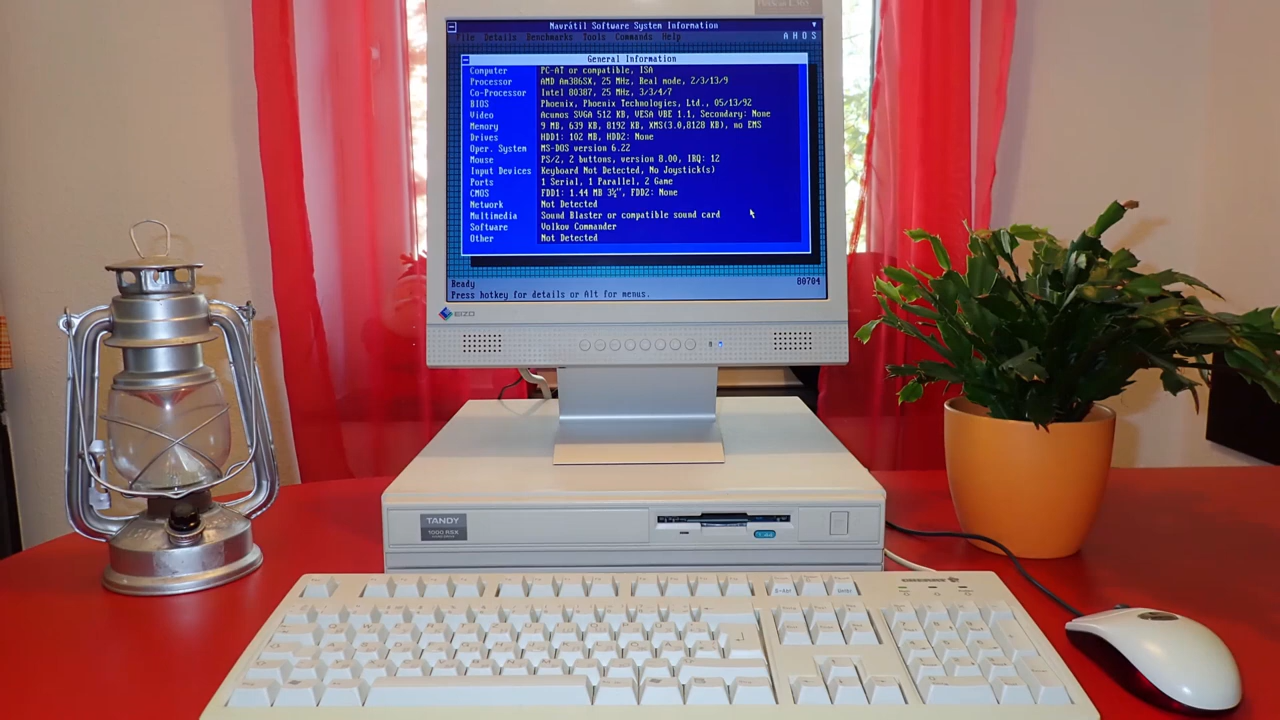 Navrátil Software System Information
File Details Benchmarks Tools Commands Help
A H D S
General Information
Computer PC-AT or compatible, ISA
Processor AMD Am386SX, 25 MHz, Real mode, 2/3/13/9
Co-Processor Intel 80387, 25 MHz, 3/3/4/7
BIOS Phoenix, Phoenix Technologies, Ltd., 05/13/92
Video Acumos SVGA 512 KB, VESA VBE 1.1, Secondary: None
Memory 9 MB, 639 KB, 8192 KB, XMS(3.0,8128 KB), no EMS
Drives HDD1: 102 MB, HDD2: None
Oper. System MS-DOS version 6.22
Mouse PS/2, 2 buttons, version 8.00, IRQ: 12
Input Devices Keyboard Not Detected, No Joystick(s)
Ports 1 Serial, 1 Parallel, 2 Game
CMOS FDD1: 1.44 MB 3½", FDD2: None
Network Not Detected
Multimedia Sound Blaster or compatible sound card
Software Volkov Commander
Other Not Detected
Ready
80704
Press hotkey for details or Alt for menus.
EIZO
TANDY
1000 RSX
1.44
CHERRY